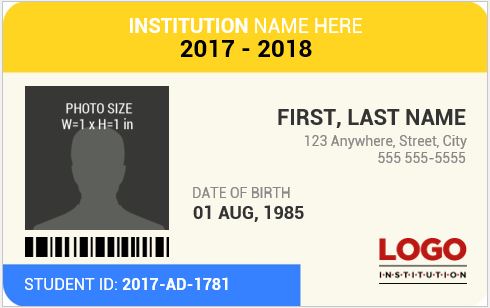 INSTITUTION NAME HERE
2017 - 2018
PHOTO SIZE
W=1 x H=1 in
FIRST, LAST NAME
123 Anywhere, Street, City
555 555-5555
DATE OF BIRTH
01 AUG, 1985
LOGO
INSTITUTION
STUDENT ID: 2017-AD-1781